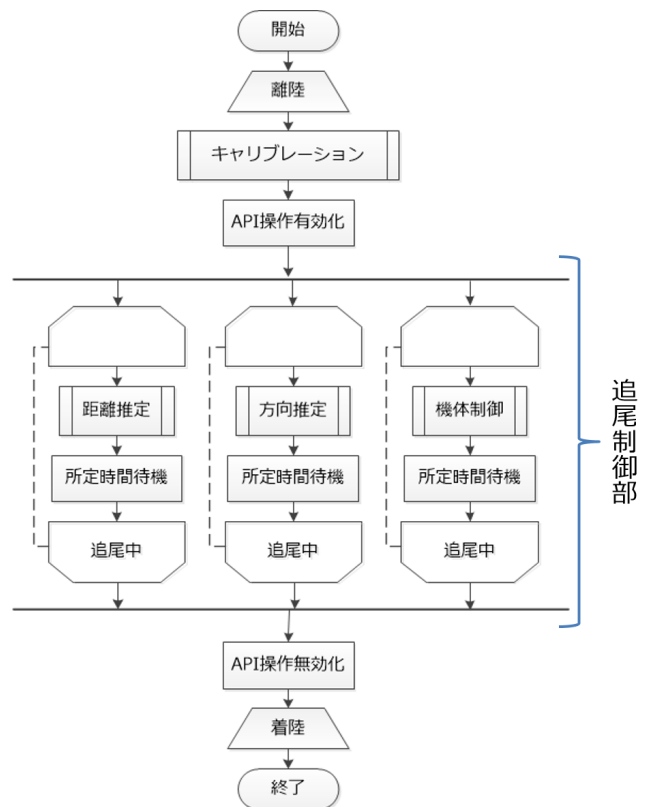 開始
離陸
キャリブレーション
API操作有効化
距離推定
方向推定
機体制御
所定時間待機
所定時間待機
所定時間待機
追尾中
追尾中
追尾中
追尾制御部
API操作無効化
着陸
終了